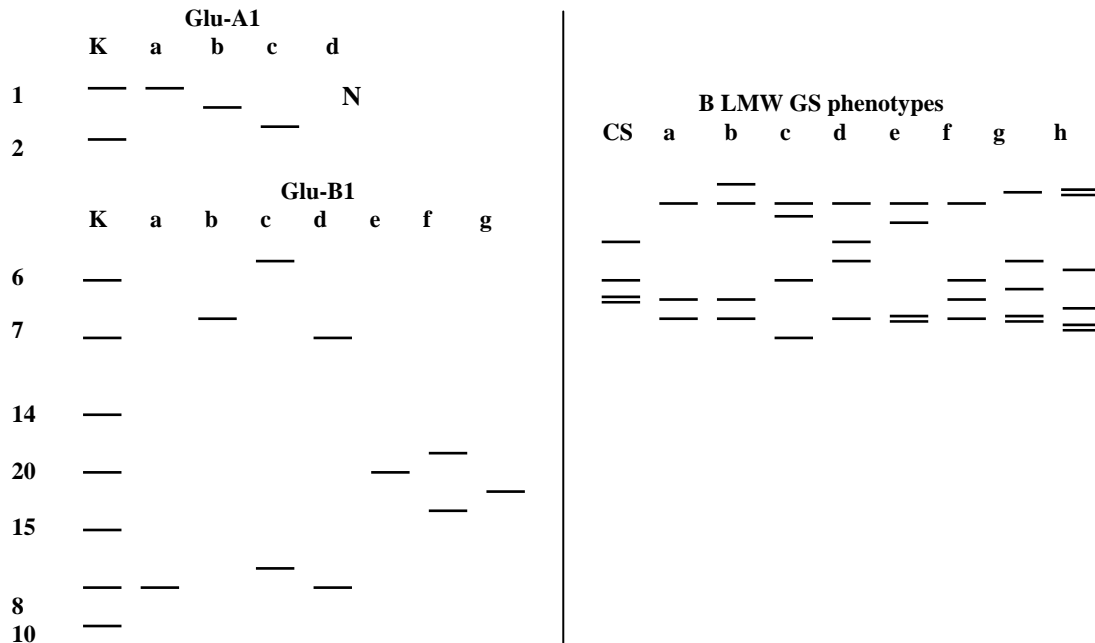 Glu-A1
K a b c d
1
N
2
Glu-B1
K a b c d e f g
6
7
14
20
15
8
10
B LMW GS phenotypes
CS a b c d e f g h